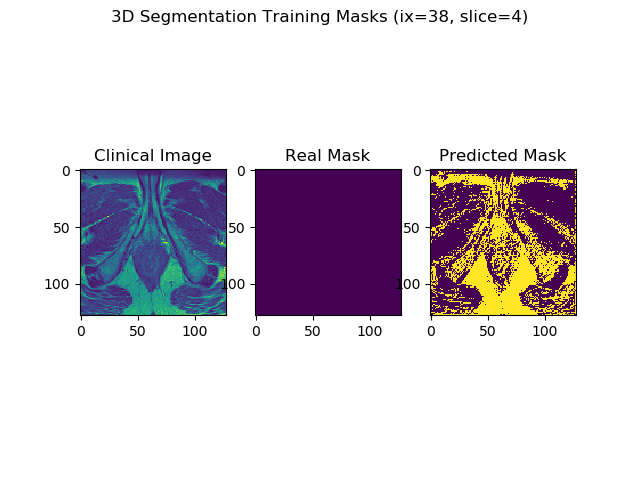 3D Segmentation Training Masks (ix=38, slice=4)
Clinical Image Real Mask Predicted Mask
0 0 0
50 50 50
100 100 100
0 50 100 0 50 100 0 50 100